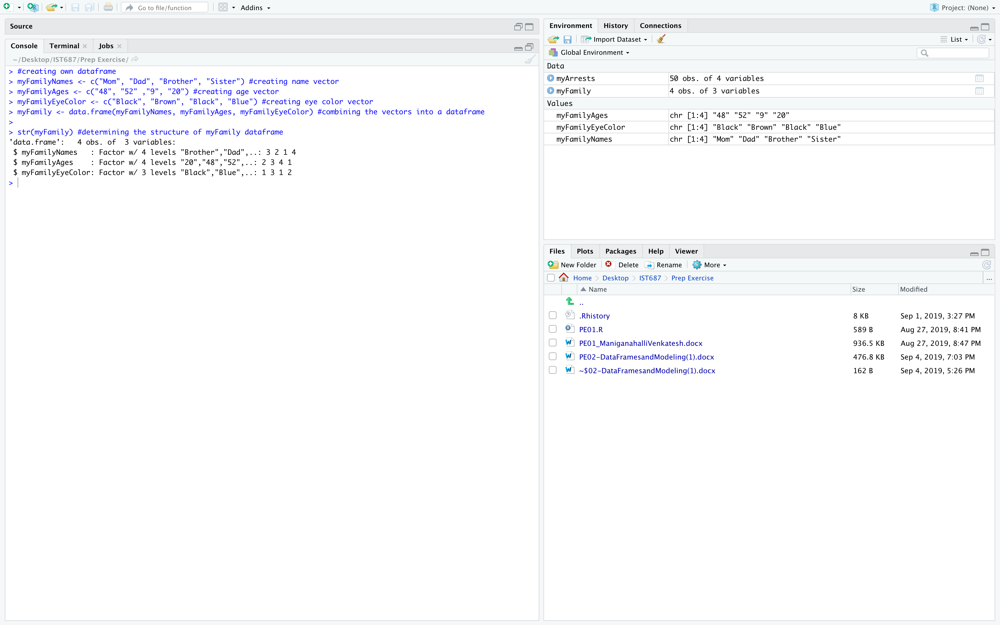 Go to file/function Addins Project: (None)
Source
Console Terminal Jobs
~/Desktop/IST687/Prep Exercise/
> #creating own dataframe
> myFamilyNames <- c("Mom", "Dad", "Brother", "Sister") #creating name vector
> myFamilyAges <- c("48", "52" ,"9", "20") #creating age vector
> myFamilyEyeColor <- c("Black", "Brown", "Black", "Blue") #creating eye color vector
> myFamily <- data.frame(myFamilyNames, myFamilyAges, myFamilyEyeColor) #combining the vectors into a dataframe
>
> str(myFamily) #determining the structure of myFamily dataframe
'data.frame':   4 obs. of  3 variables:
 $ myFamilyNames   : Factor w/ 4 levels "Brother","Dad",..: 3 2 1 4
 $ myFamilyAges    : Factor w/ 4 levels "20","48","52",..: 2 3 4 1
 $ myFamilyEyeColor: Factor w/ 3 levels "Black","Blue",..: 1 3 1 2
>
Environment History Connections
Import Dataset List
Global Environment
Data
myArrests 50 obs. of 4 variables
myFamily 4 obs. of 3 variables
Values
myFamilyAges chr [1:4] "48" "52" "9" "20"
myFamilyEyeColor chr [1:4] "Black" "Brown" "Black" "Blue"
myFamilyNames chr [1:4] "Mom" "Dad" "Brother" "Sister"
Files Plots Packages Help Viewer
New Folder Delete Rename More
Home Desktop IST687 Prep Exercise ...
Name Size Modified
..
.Rhistory 8 KB Sep 1, 2019, 3:27 PM
PE01.R 589 B Aug 27, 2019, 8:41 PM
PE01_ManiganahalliVenkatesh.docx 936.5 KB Aug 27, 2019, 8:47 PM
PE02-DataFramesandModeling(1).docx 476.8 KB Sep 4, 2019, 7:03 PM
~$02-DataFramesandModeling(1).docx 162 B Sep 4, 2019, 5:26 PM